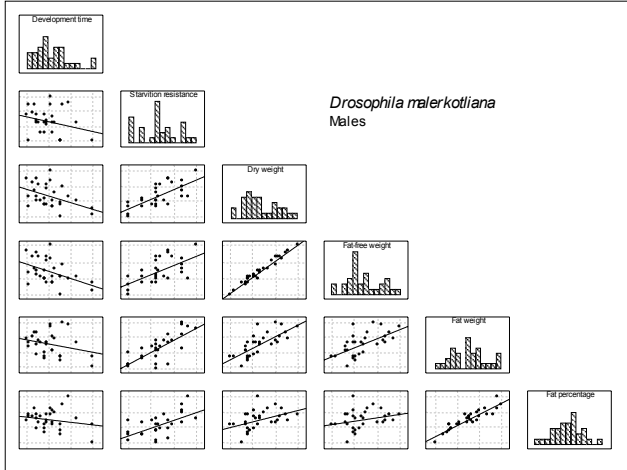 Development time
Starvition resistance
Drosophila malerkotliana
Males
Dry weight
Fat-free weight
Fat weight
Fat percentage